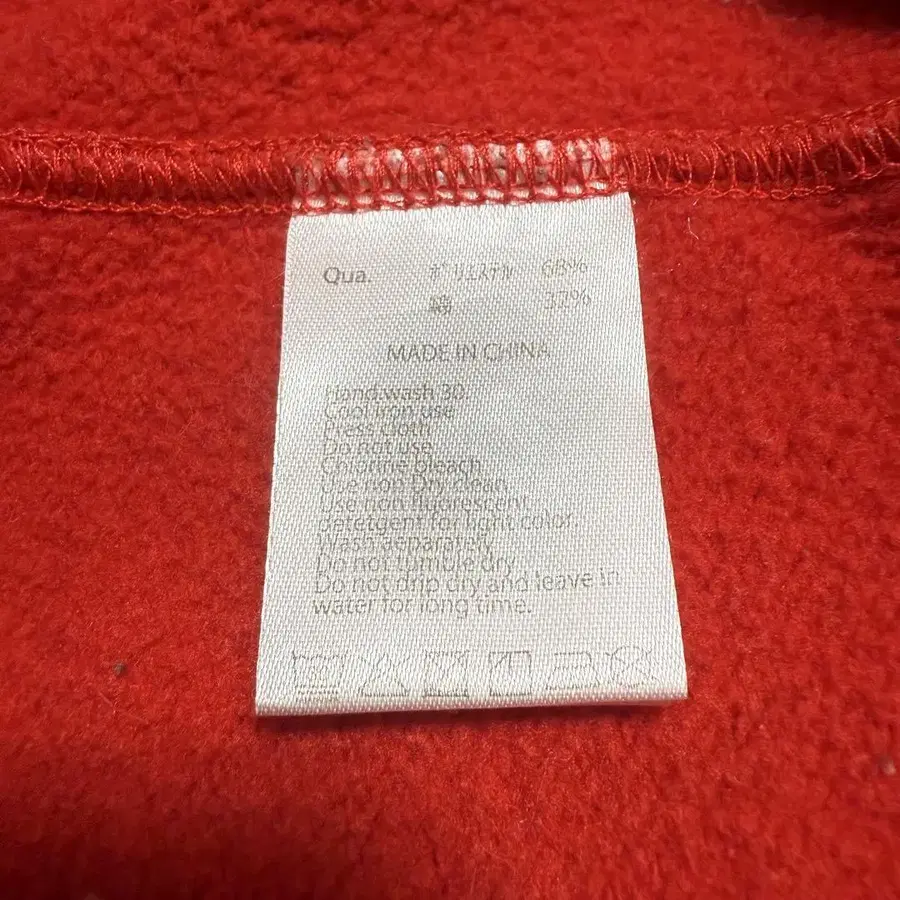 Qua. ポリエステル 68%
綿 32%
MADE IN CHINA
Hand.wash 30.
Cool iron use
Press cloth
Do not use
Chlorine bleach
Use non Dry clean
Use non fluorescent
detetgent for light color.
Wash aeparately
Do not tumble dry
Do not drip dry and leave in
water for long time.